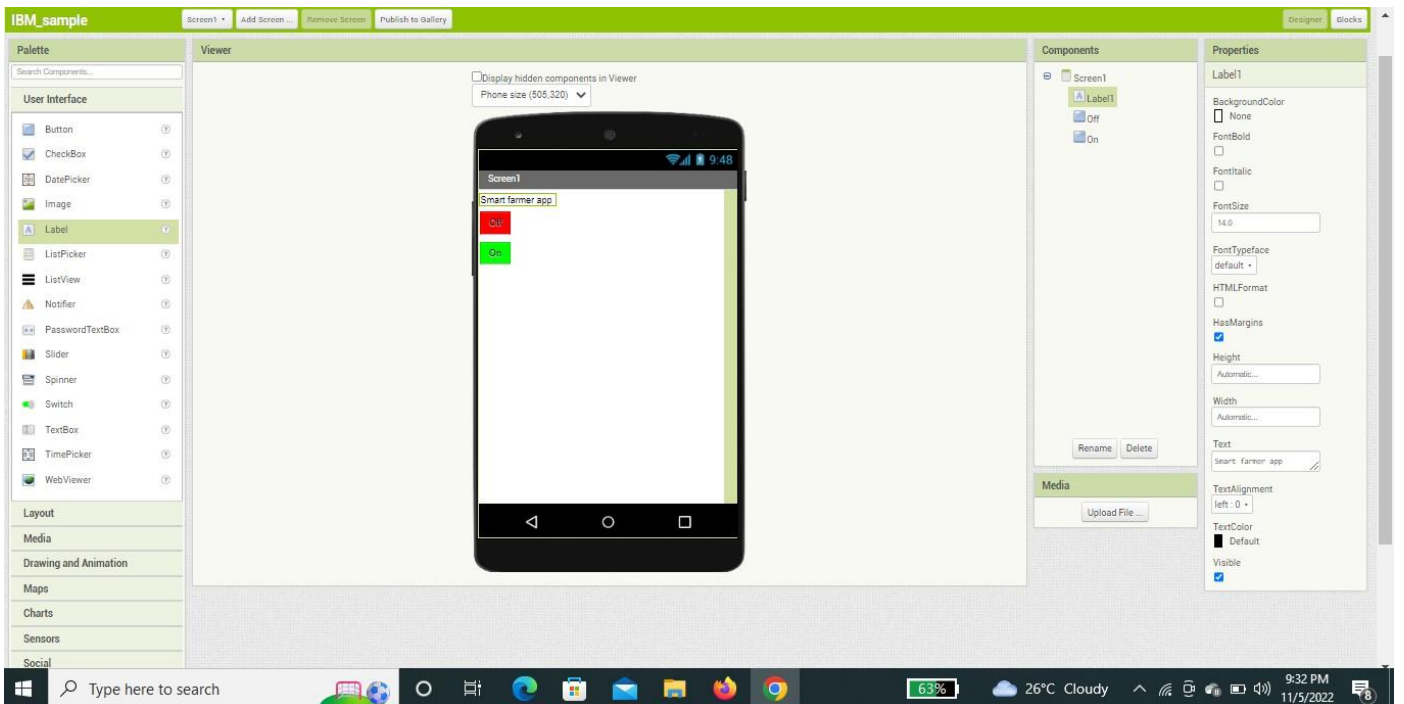 IBM_sample
Screen1
Add Screen ...
Remove Screen
Publish to Gallery
Designer
Blocks
Palette
Search Components...
User Interface
Button
CheckBox
DatePicker
Image
Label
ListPicker
ListView
Notifier
PasswordTextBox
Slider
Spinner
Switch
TextBox
TimePicker
WebViewer
Layout
Media
Drawing and Animation
Maps
Charts
Sensors
Social
Viewer
Display hidden components in Viewer
Phone size (505,320)
9:48
Screen1
Smart farmer app
Off
On
Components
Screen1
Label1
Off
On
Rename
Delete
Media
Upload File ...
Properties
Label1
BackgroundColor
None
FontBold
FontItalic
FontSize
14.0
FontTypeface
default
HTMLFormat
HasMargins
Height
Automatic...
Width
Automatic...
Text
Smart farmer app
TextAlignment
left : 0
TextColor
Default
Visible
Type here to search
63%
26°C Cloudy
9:32 PM
11/5/2022
8